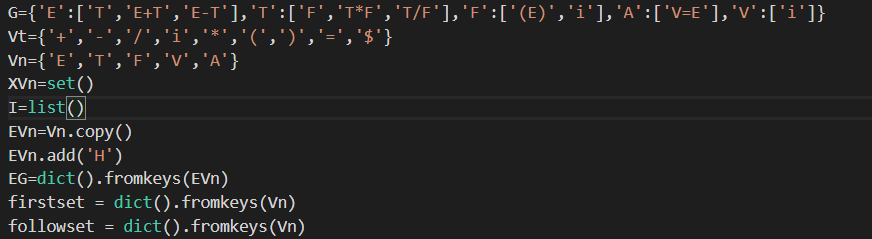 G={'E':['T','E+T','E-T'],'T':['F','T*F','T/F'],'F':['(E)','i'],'A':['V=E'],'V':['i']}
Vt={'+','-','/','i','*','(',')','=','$'}
Vn={'E','T','F','V','A'}
XVn=set()
I=list()
EVn=Vn.copy()
EVn.add('H')
EG=dict().fromkeys(EVn)
firstset = dict().fromkeys(Vn)
followset = dict().fromkeys(Vn)